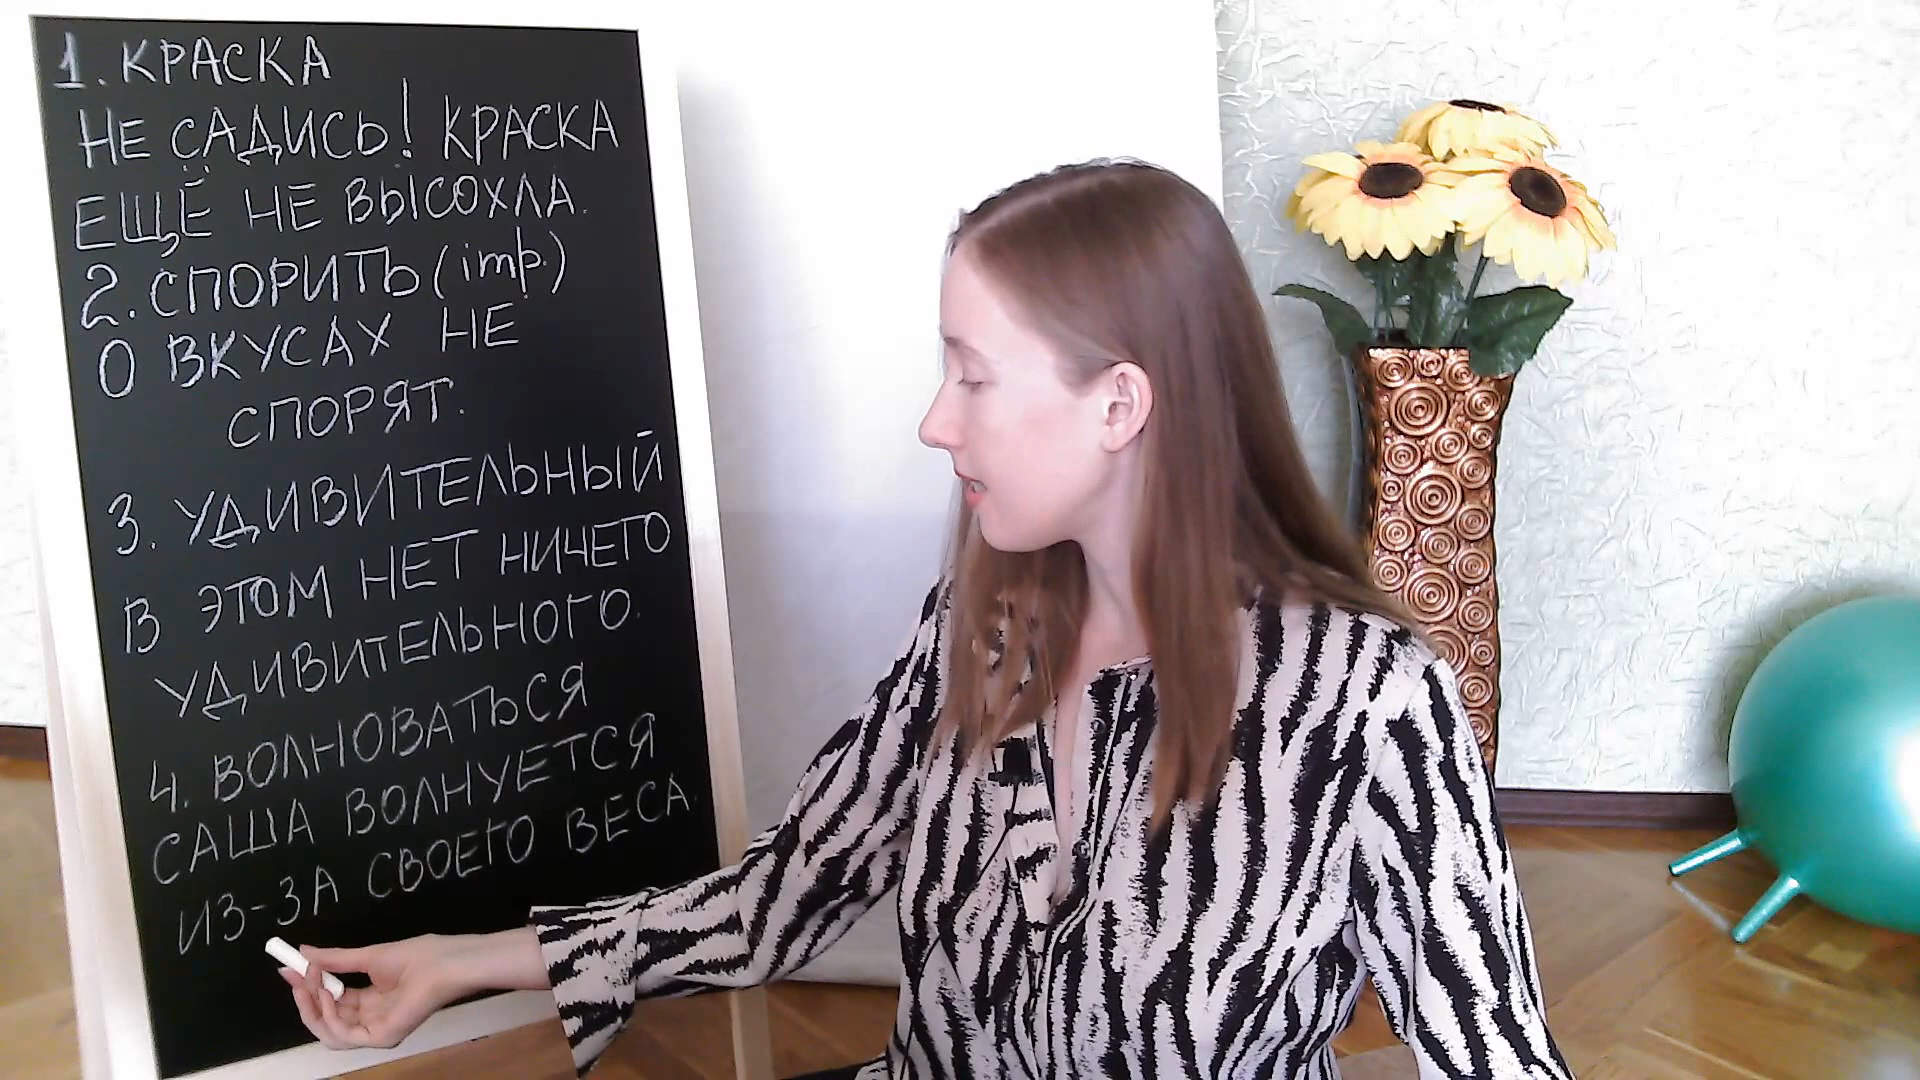 1. КРАСКА
НЕ САДИСЬ! КРАСКА
ЕЩЁ НЕ ВЫСОХЛА.
2. СПОРИТЬ (imp.)
О ВКУСАХ НЕ
СПОРЯТ.
3. УДИВИТЕЛЬНЫЙ
В ЭТОМ НЕТ НИЧЕГО
УДИВИТЕЛЬНОГО.
4. ВОЛНОВАТЬСЯ
САША ВОЛНУЕТСЯ
ИЗ-ЗА СВОЕГО ВЕСА.